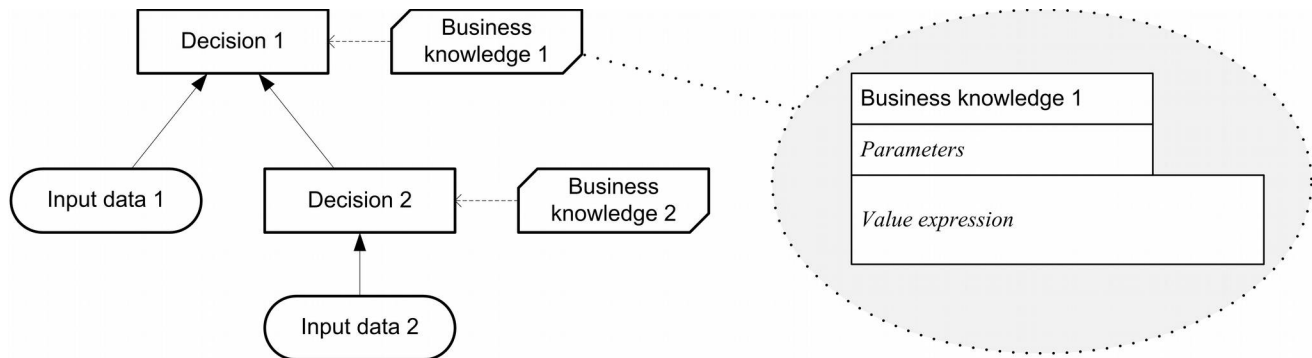 Decision 1
Business
knowledge 1
Business knowledge 1
Parameters
Input data 1
Decision 2
Business
knowledge 2
Value expression
Input data 2